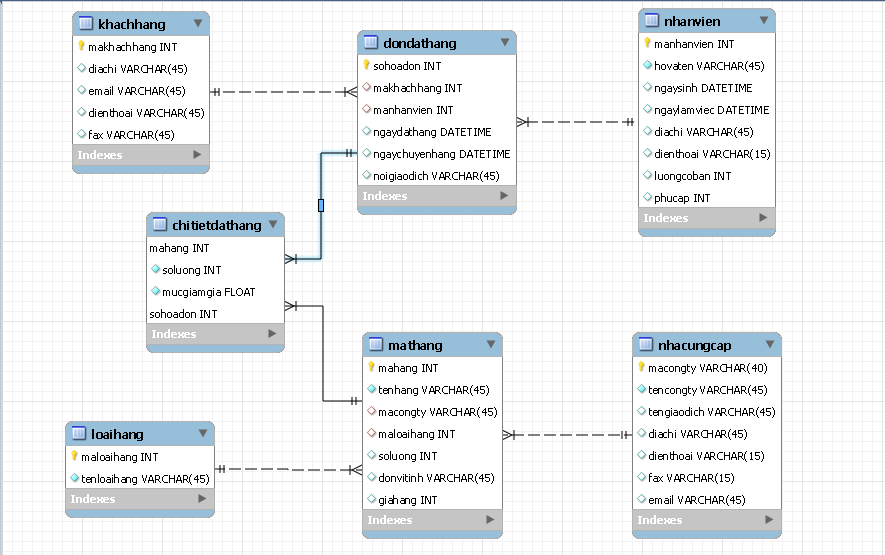 khachhang
makhachhang INT
diachi VARCHAR(45)
email VARCHAR(45)
dienthoai VARCHAR(45)
fax VARCHAR(45)
Indexes
dondathang
sohoadon INT
makhachhang INT
manhanvien INT
ngaydathang DATETIME
ngaychuyenhang DATETIME
noigiaodich VARCHAR(45)
Indexes
nhanvien
manhanvien INT
hovaten VARCHAR(45)
ngaysinh DATETIME
ngaylamviec DATETIME
diachi VARCHAR(45)
dienthoai VARCHAR(15)
luongcoban INT
phucap INT
Indexes
chitietdathang
mahang INT
soluong INT
mucgiamgia FLOAT
sohoadon INT
Indexes
mathang
mahang INT
tenhang VARCHAR(45)
macongty VARCHAR(45)
maloaihang INT
soluong INT
donvitinh VARCHAR(45)
giahang INT
Indexes
nhacungcap
macongty VARCHAR(40)
tencongty VARCHAR(45)
tengiaodich VARCHAR(45)
diachi VARCHAR(45)
dienthoai VARCHAR(15)
fax VARCHAR(15)
email VARCHAR(45)
Indexes
loaihang
maloaihang INT
tenloaihang VARCHAR(45)
Indexes